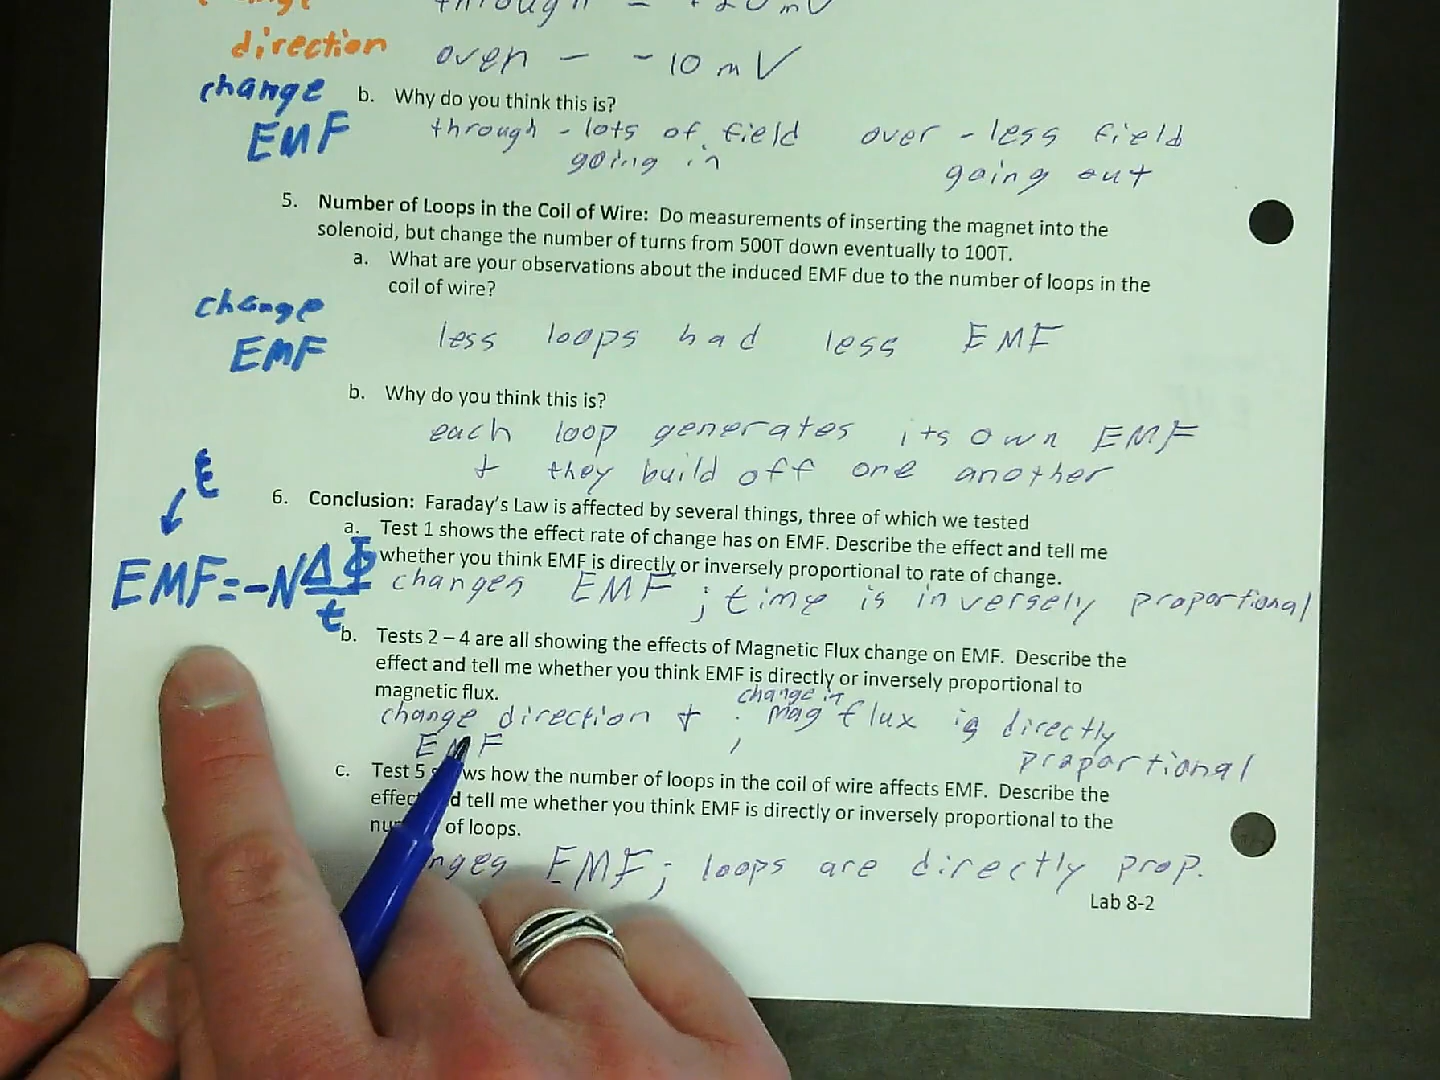 through - +20 mV
direction
oven - -10 mV
change
EMF
b. Why do you think this is?
through - lots of field going in
over - less field going out
5. Number of Loops in the Coil of Wire: Do measurements of inserting the magnet into the
solenoid, but change the number of turns from 500T down eventually to 100T.
a. What are your observations about the induced EMF due to the number of loops in the
coil of wire?
change
EMF
less loops had less EMF
b. Why do you think this is?
each loop generates its own EMF
+ they build off one another
ε
6. Conclusion: Faraday's Law is affected by several things, three of which we tested
a. Test 1 shows the effect rate of change has on EMF. Describe the effect and tell me
whether you think EMF is directly or inversely proportional to rate of change.
EMF=-NΔΦ/t
changes EMF; time is inversely proportional
b. Tests 2 – 4 are all showing the effects of Magnetic Flux change on EMF. Describe the
effect and tell me whether you think EMF is directly or inversely proportional to
magnetic flux.
change in
change direction + ; mag flux is directly
EMF
proportional
c. Test 5 ws how the number of loops in the coil of wire affects EMF. Describe the
effec d tell me whether you think EMF is directly or inversely proportional to the
nu of loops.
nges EMF; loops are directly prop.
Lab 8-2